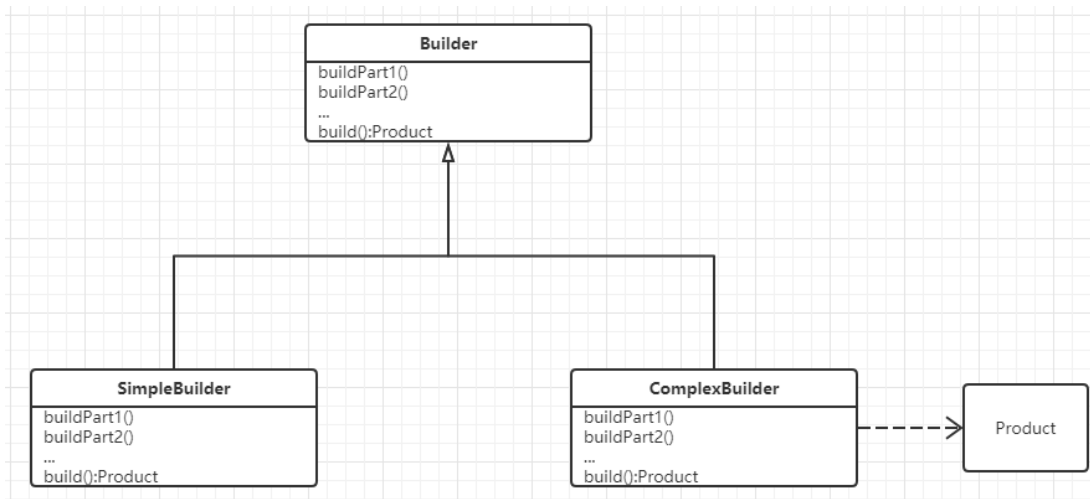 Builder
buildPart1()
buildPart2()
...
build():Product
SimpleBuilder
buildPart1()
buildPart2()
...
build():Product
ComplexBuilder
buildPart1()
buildPart2()
...
build():Product
Product